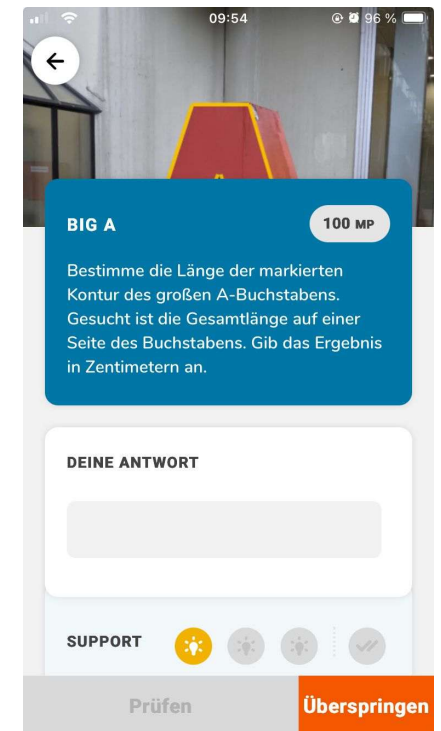 09:54
96 %
BIG A
100 MP
Bestimme die Länge der markierten
Kontur des großen A-Buchstabens.
Gesucht ist die Gesamtlänge auf einer
Seite des Buchstabens. Gib das Ergebnis
in Zentimetern an.
DEINE ANTWORT
SUPPORT
Prüfen
Überspringen